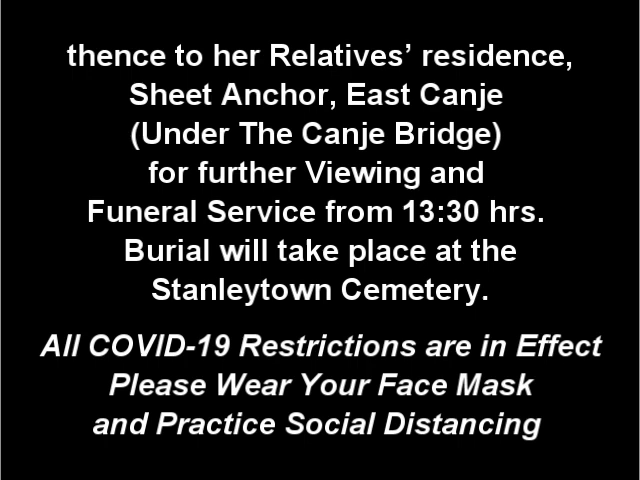 thence to her Relatives’ residence,
Sheet Anchor, East Canje
(Under The Canje Bridge)
for further Viewing and
Funeral Service from 13:30 hrs.
Burial will take place at the
Stanleytown Cemetery.
All COVID-19 Restrictions are in Effect
Please Wear Your Face Mask
and Practice Social Distancing